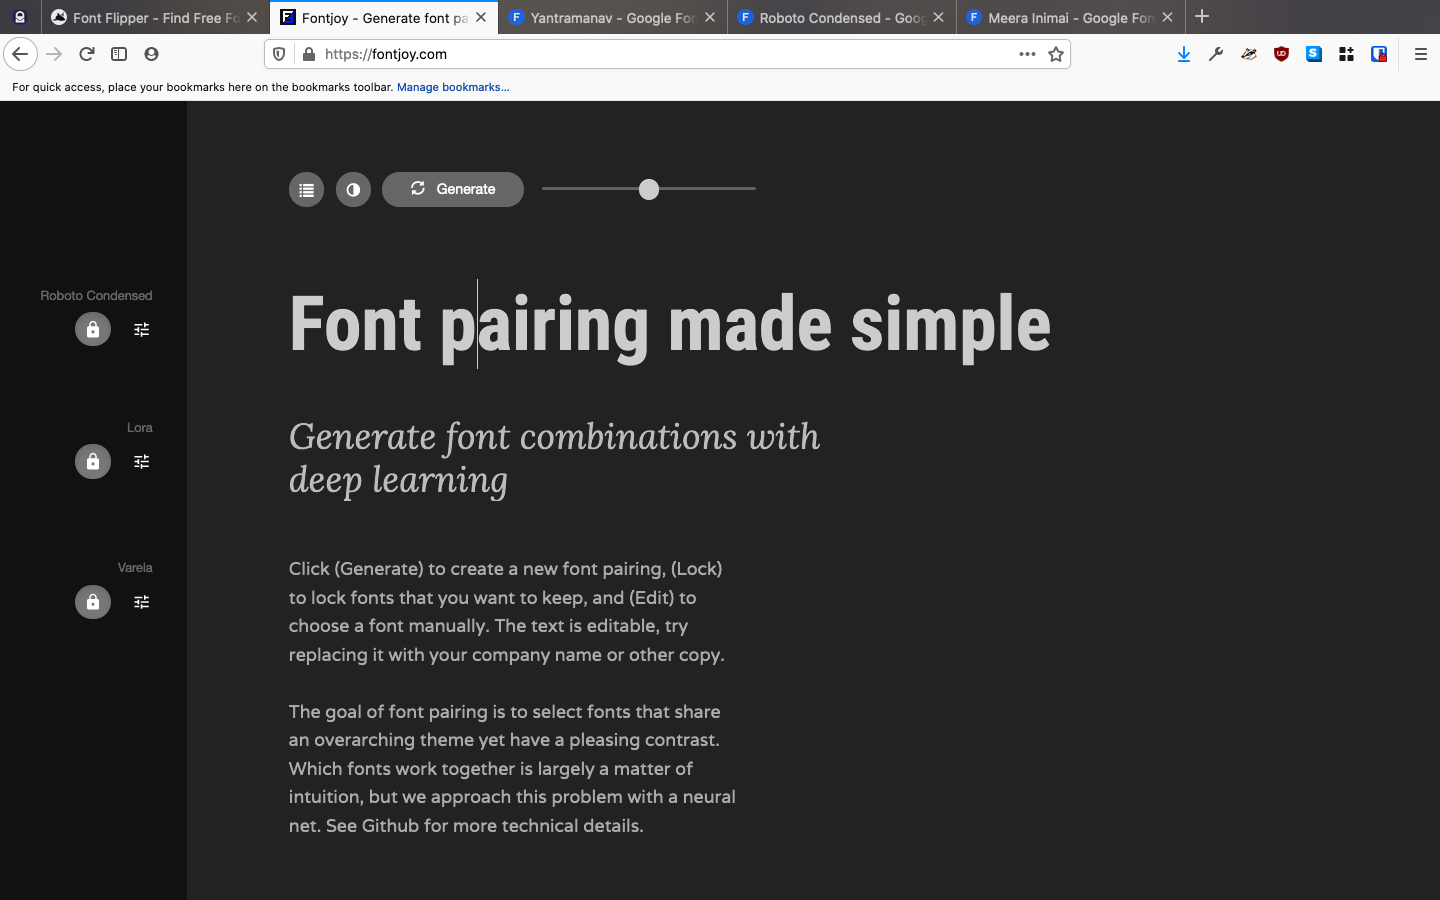 Font Flipper - Find Free Fo
Fontjoy - Generate font pa
Yantramanav - Google Fon
Roboto Condensed - Goog
Meera Inimai - Google Fon
https://fontjoy.com
For quick access, place your bookmarks here on the bookmarks toolbar. Manage bookmarks...
Generate
Roboto Condensed
Font pairing made simple
Lora
Generate font combinations with
deep learning
Varela
Click (Generate) to create a new font pairing, (Lock)
to lock fonts that you want to keep, and (Edit) to
choose a font manually. The text is editable, try
replacing it with your company name or other copy.
The goal of font pairing is to select fonts that share
an overarching theme yet have a pleasing contrast.
Which fonts work together is largely a matter of
intuition, but we approach this problem with a neural
net. See Github for more technical details.